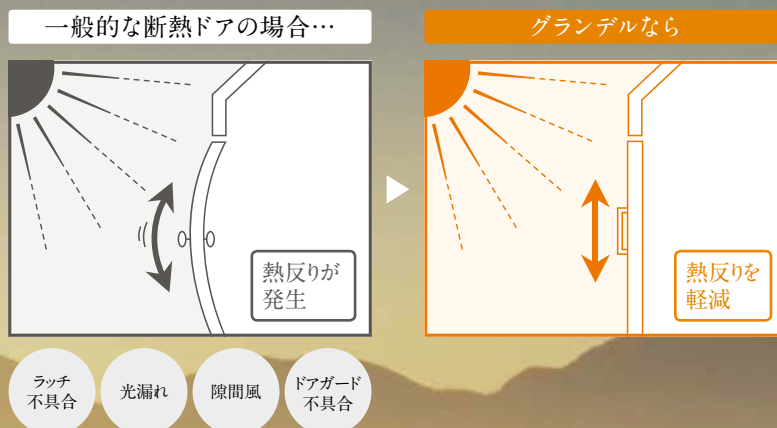 一般的な断熱ドアの場合…
グランデルなら
熱反りが
発生
熱反りを
軽減
ラッチ
不具合
光漏れ
隙間風
ドアガード
不具合